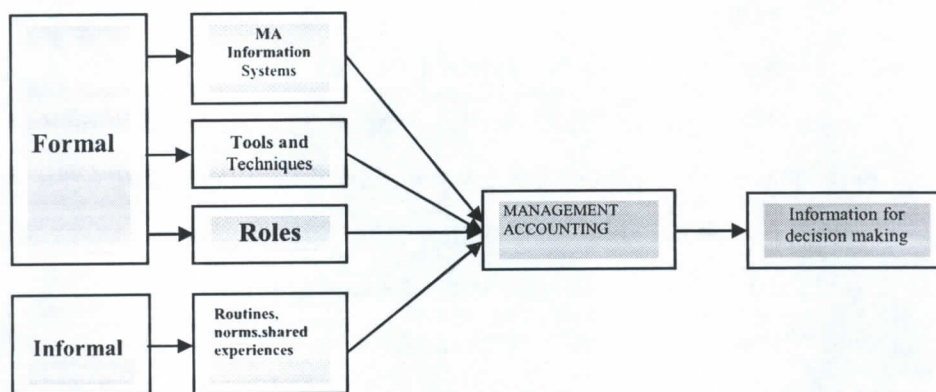 Formal
MA
Information
Systems
Tools and
Techniques
Roles
Informal
Routines,
norms.shared
experiences
MANAGEMENT
ACCOUNTING
Information for
decision making